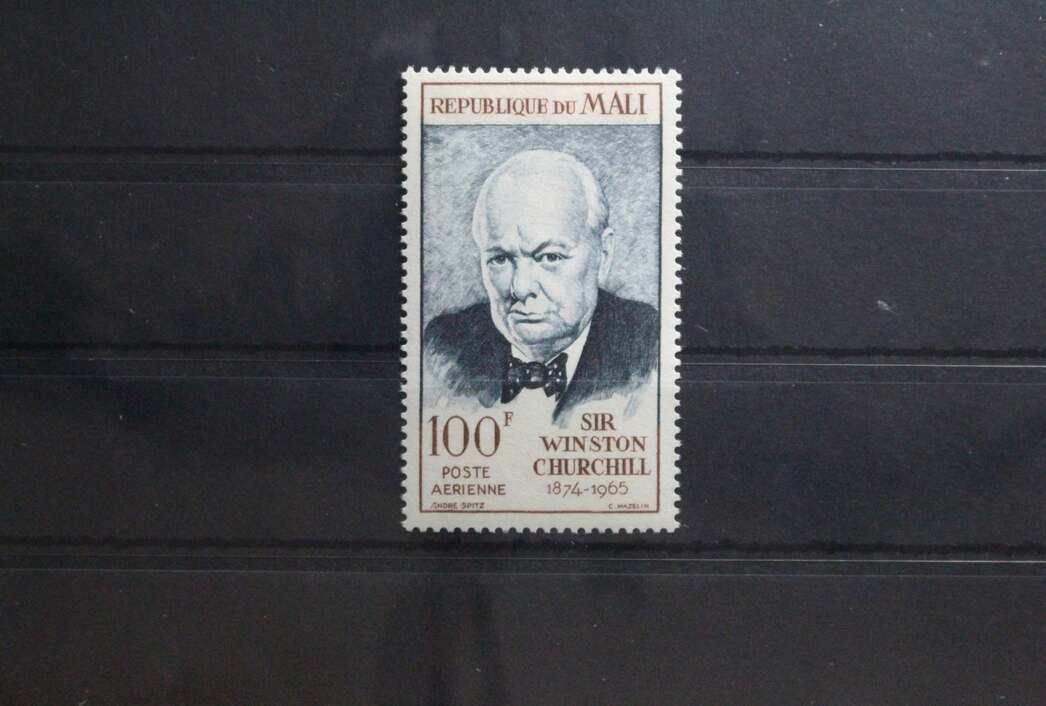 REPUBLIQUE DU MALI
100F
POSTE
AERIENNE
SIR
WINSTON
CHURCHILL
1874-1965
ANDRE SPITZ
C. MAZELIN